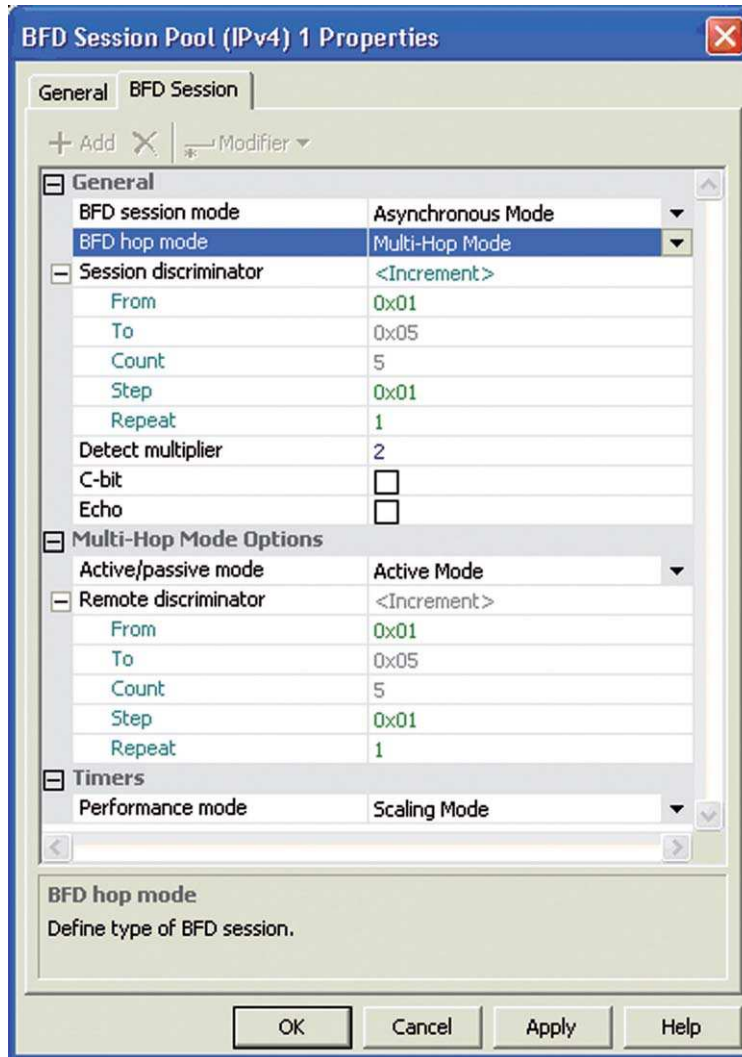 BFD Session Pool (IPv4) 1 Properties
General BFD Session
Add Modifier
General
BFD session mode Asynchronous Mode
BFD hop mode Multi-Hop Mode
Session discriminator <Increment>
From 0x01
To 0x05
Count 5
Step 0x01
Repeat 1
Detect multiplier 2
C-bit
Echo
Multi-Hop Mode Options
Active/passive mode Active Mode
Remote discriminator <Increment>
From 0x01
To 0x05
Count 5
Step 0x01
Repeat 1
Timers
Performance mode Scaling Mode
BFD hop mode
Define type of BFD session.
OK Cancel Apply Help